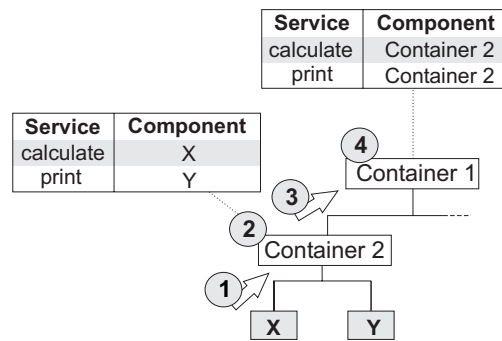 Service Component
calculate Container 2
print Container 2
Service Component
calculate X
print Y
4
Container 1
3
2
Container 2
1
X Y